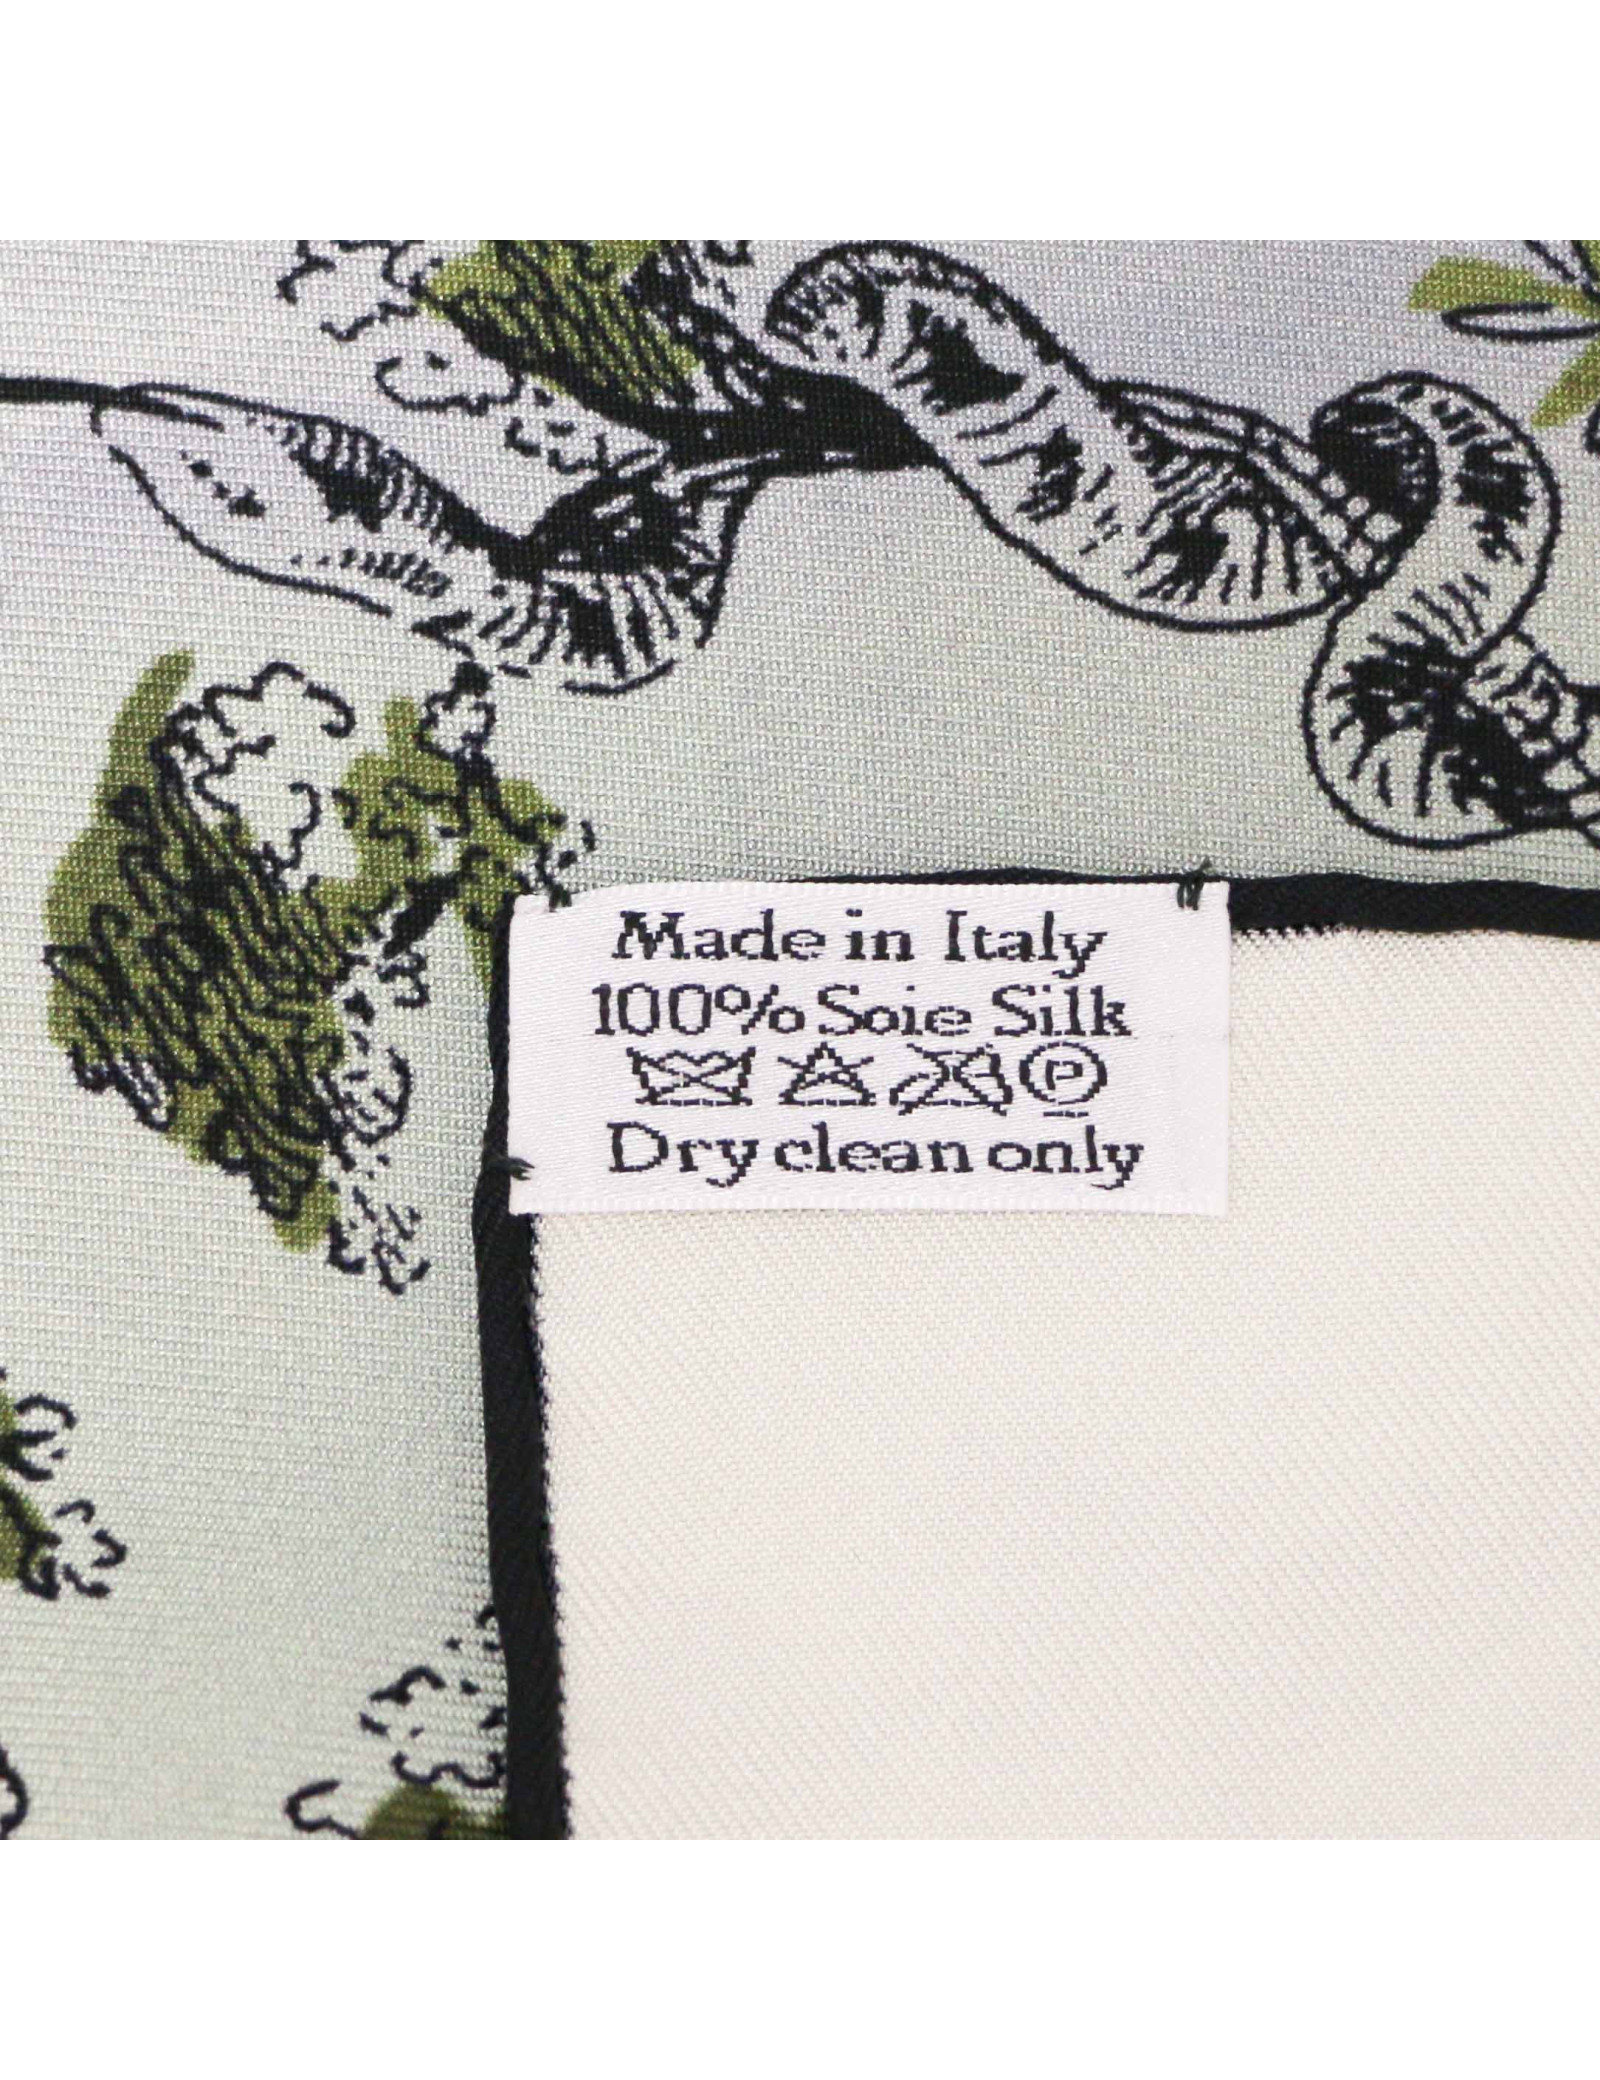 Made in Italy
100% Soie Silk
P
Dry clean only